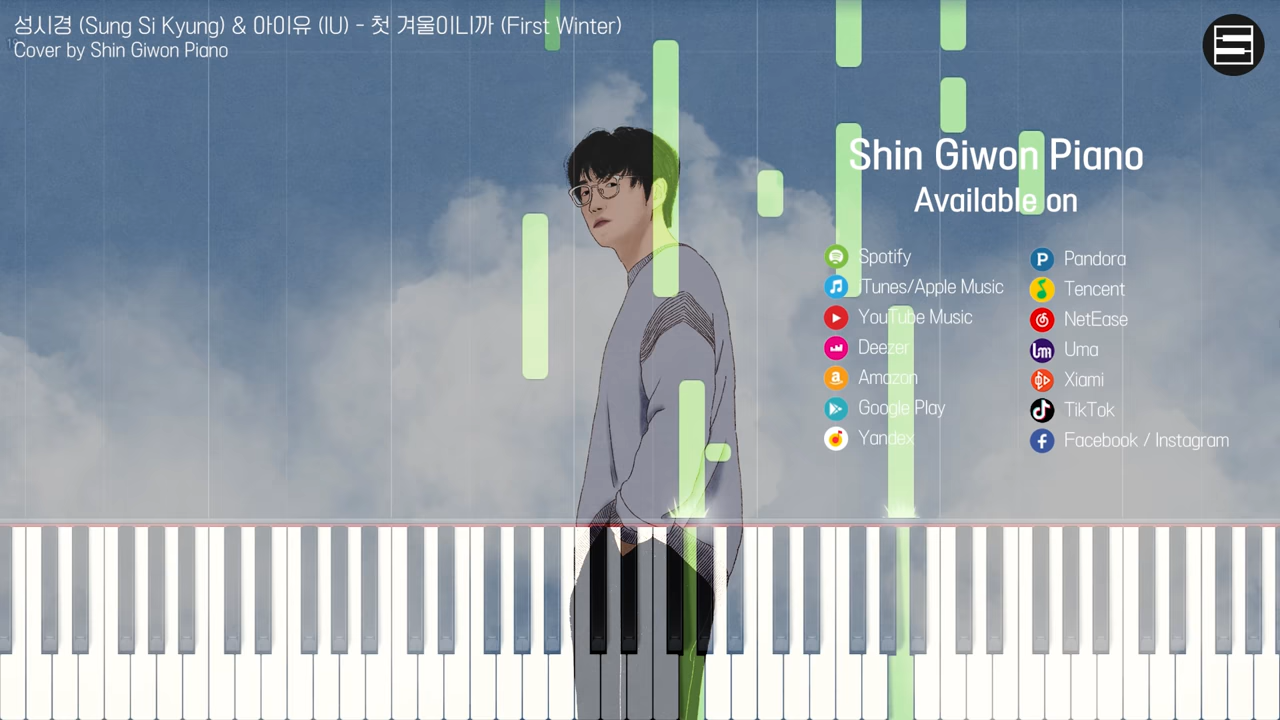 성시경 (Sung Si Kyung) & 아이유 (IU) - 첫 겨울이니까 (First Winter)
Cover by Shin Giwon Piano
Shin Giwon Piano
Available on
Spotify
iTunes/Apple Music
YouTube Music
Deezer
Amazon
Google Play
Yandex
Pandora
Tencent
NetEase
Uma
Xiami
TikTok
Facebook / Instagram